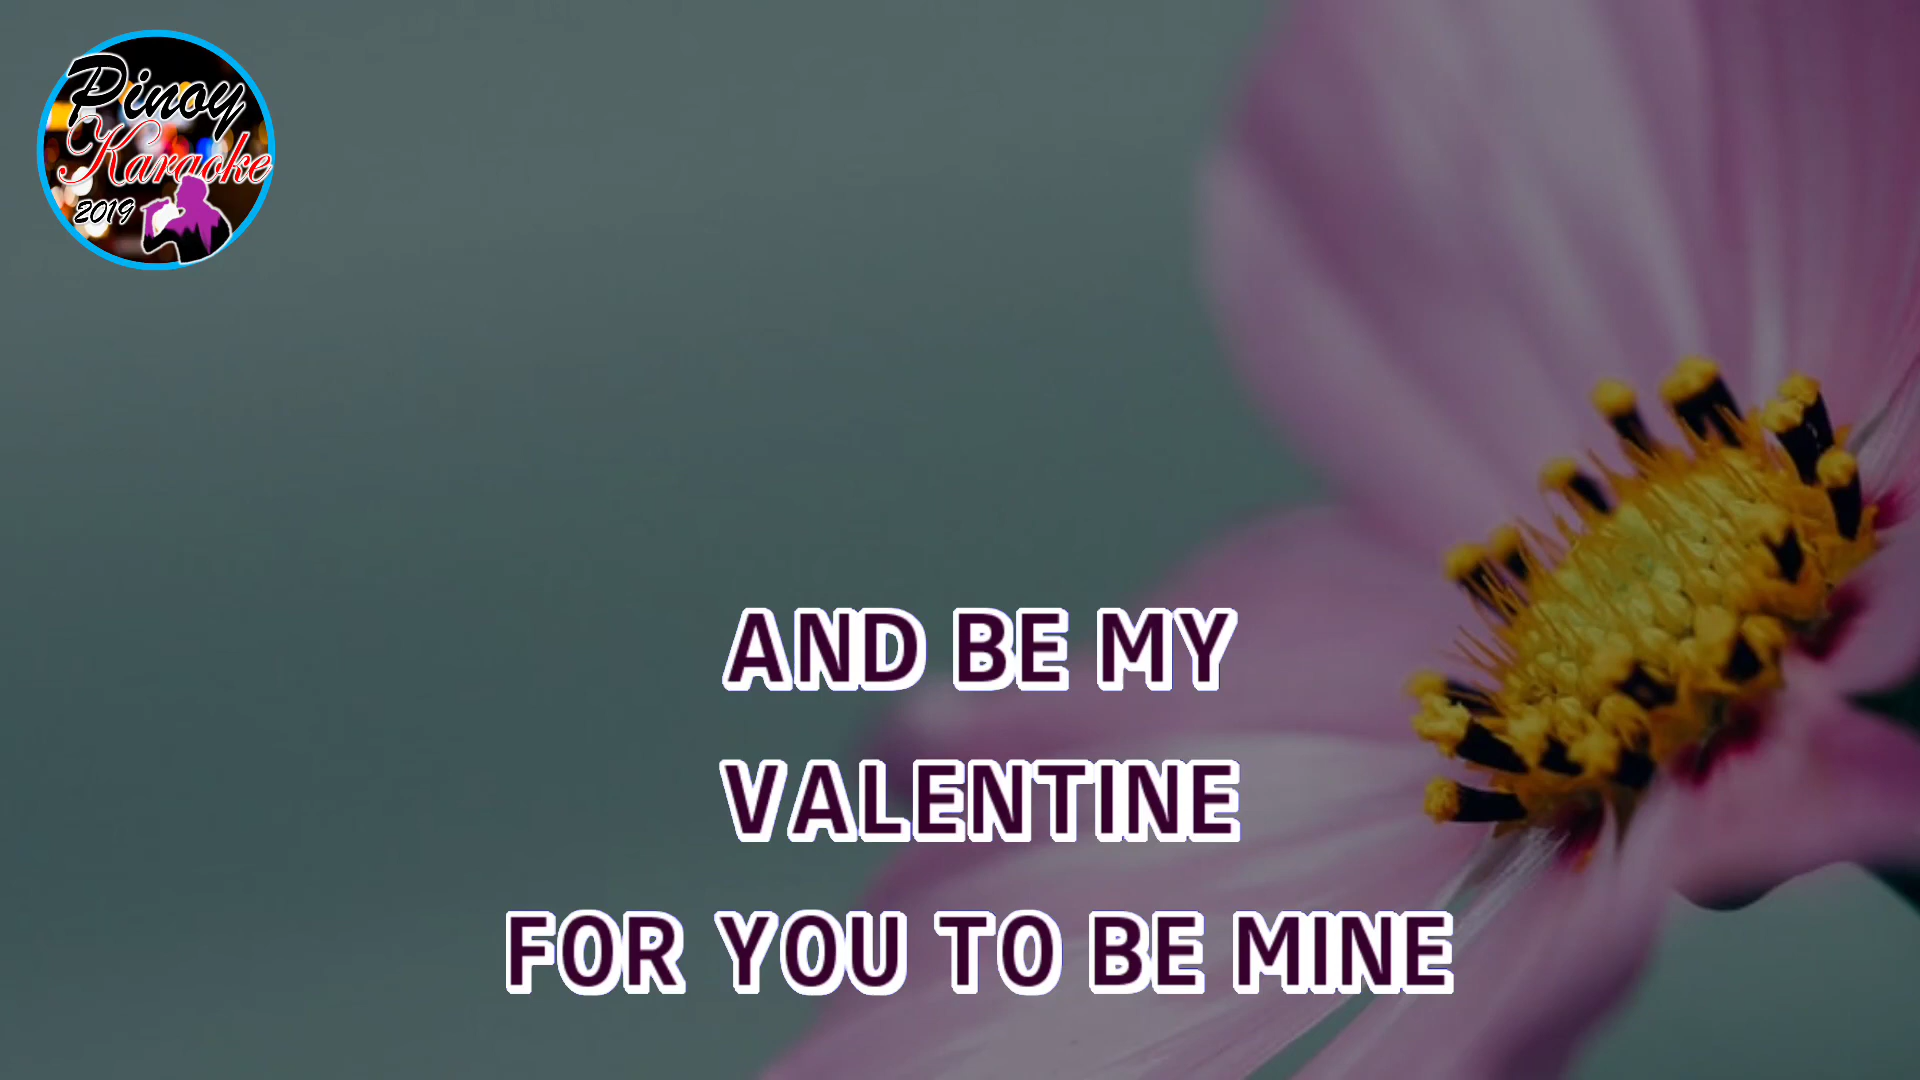 Pinoy
Karaoke
2019
AND BE MY
VALENTINE
FOR YOU TO BE MINE